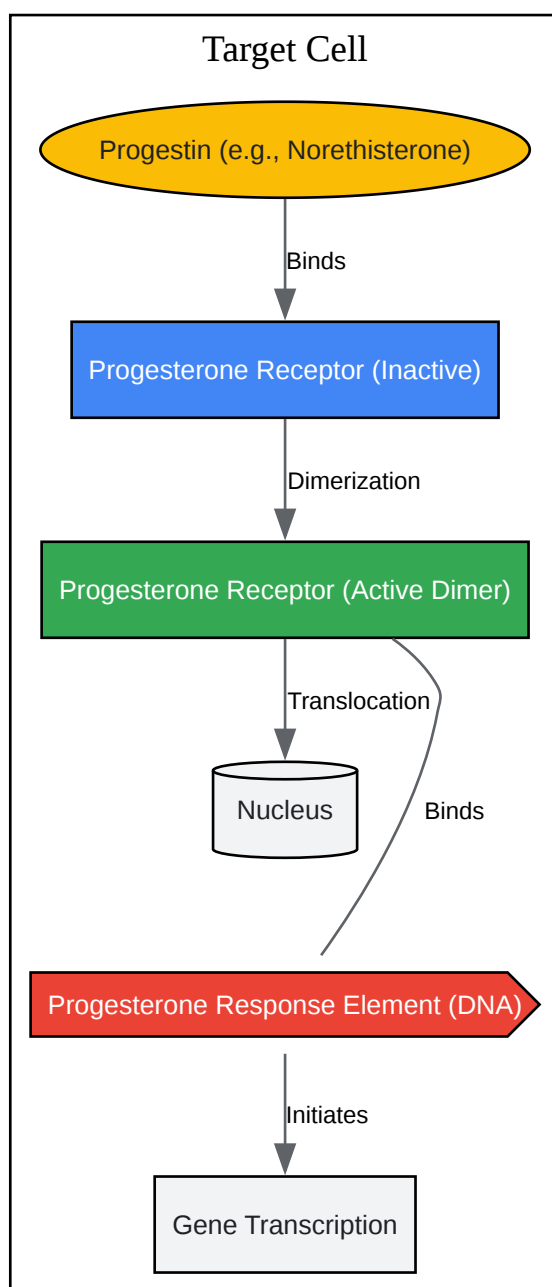 Target Cell
Progestin (e.g., Norethisterone)
Binds
Progesterone Receptor (Inactive)
Dimerization
Progesterone Receptor (Active Dimer)
Translocation
Nucleus
Binds
Progesterone Response Element (DNA)
Initiates
Gene Transcription